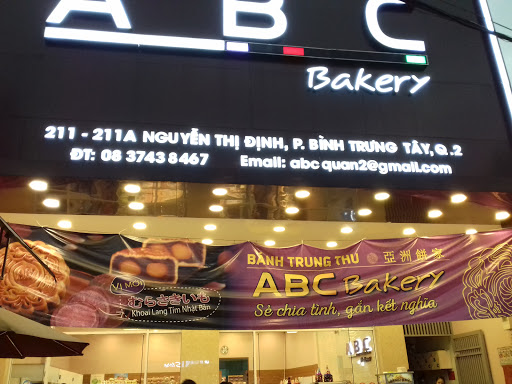 ABC
Bakery
211 - 211A NGUYỄN THỊ ĐỊNH, P. BÌNH TRƯNG TÂY, Q.2
ĐT: 08 3743 8467 Email: abcquan2@gmail.com
BÁNH TRUNG THU 亞洲餅家
ABC Bakery
Sẻ chia tình, gắn kết nghĩa
VỊ MỚI
むらさきいも
Khoai Lang Tím Nhật Bản
ABC